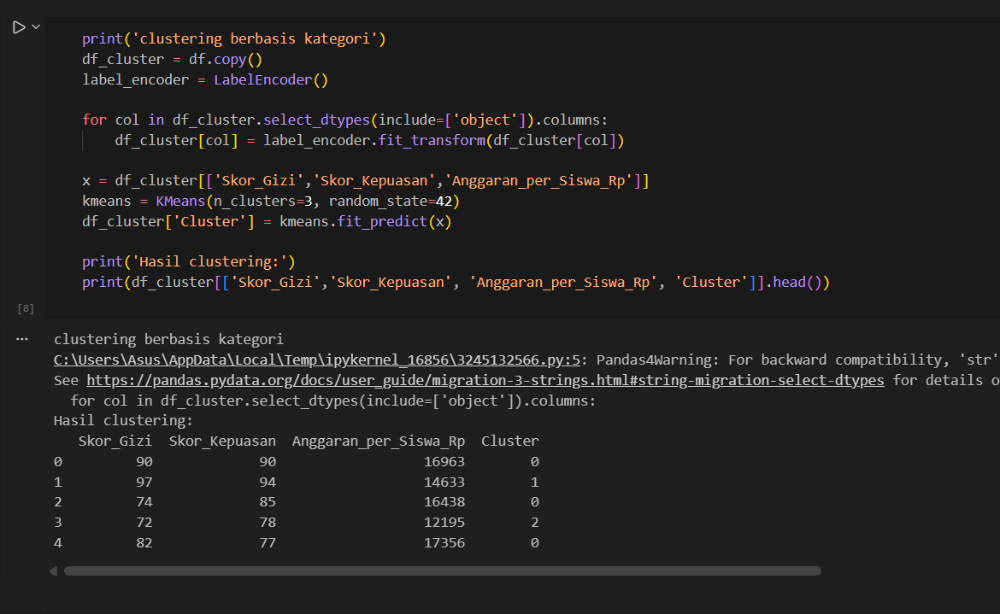 print('clustering berbasis kategori')
df_cluster = df.copy()
label_encoder = LabelEncoder()
for col in df_cluster.select_dtypes(include=['object']).columns:
    df_cluster[col] = label_encoder.fit_transform(df_cluster[col])
x = df_cluster[['Skor_Gizi','Skor_Kepuasan','Anggaran_per_Siswa_Rp']]
kmeans = KMeans(n_clusters=3, random_state=42)
df_cluster['Cluster'] = kmeans.fit_predict(x)
print('Hasil clustering:')
print(df_cluster[['Skor_Gizi','Skor_Kepuasan', 'Anggaran_per_Siswa_Rp', 'Cluster']].head())
[8]
... clustering berbasis kategori
C:\Users\Asus\AppData\Local\Temp\ipykernel_16856\3245132566.py:5: Pandas4Warning: For backward compatibility, 'str'
See https://pandas.pydata.org/docs/user_guide/migration-3-strings.html#string-migration-select-dtypes for details o
  for col in df_cluster.select_dtypes(include=['object']).columns:
Hasil clustering:
   Skor_Gizi  Skor_Kepuasan  Anggaran_per_Siswa_Rp  Cluster
0         90             90                  16963        0
1         97             94                  14633        1
2         74             85                  16438        0
3         72             78                  12195        2
4         82             77                  17356        0